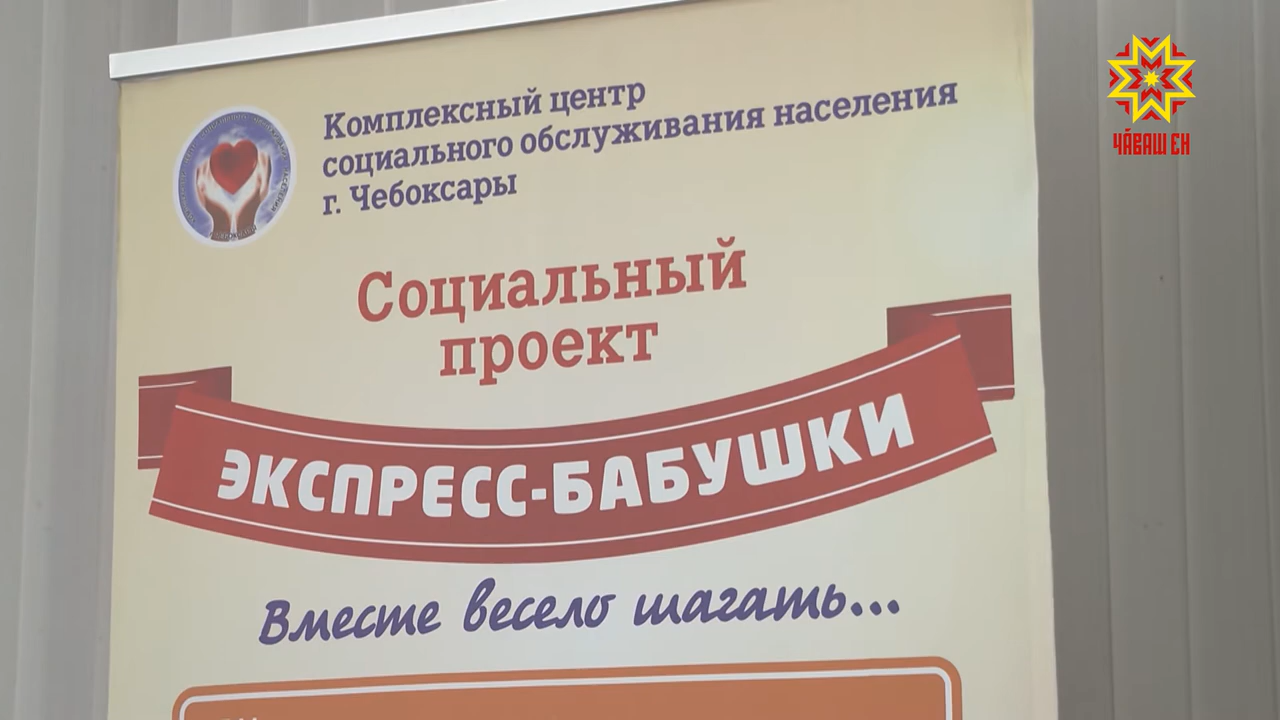 Комплексный центр
социального обслуживания населения
г. Чебоксары
Социальный
проект
ЭКСПРЕСС-БАБУШКИ
Вместе весело шагать...
ЧӐВАШ ЕН